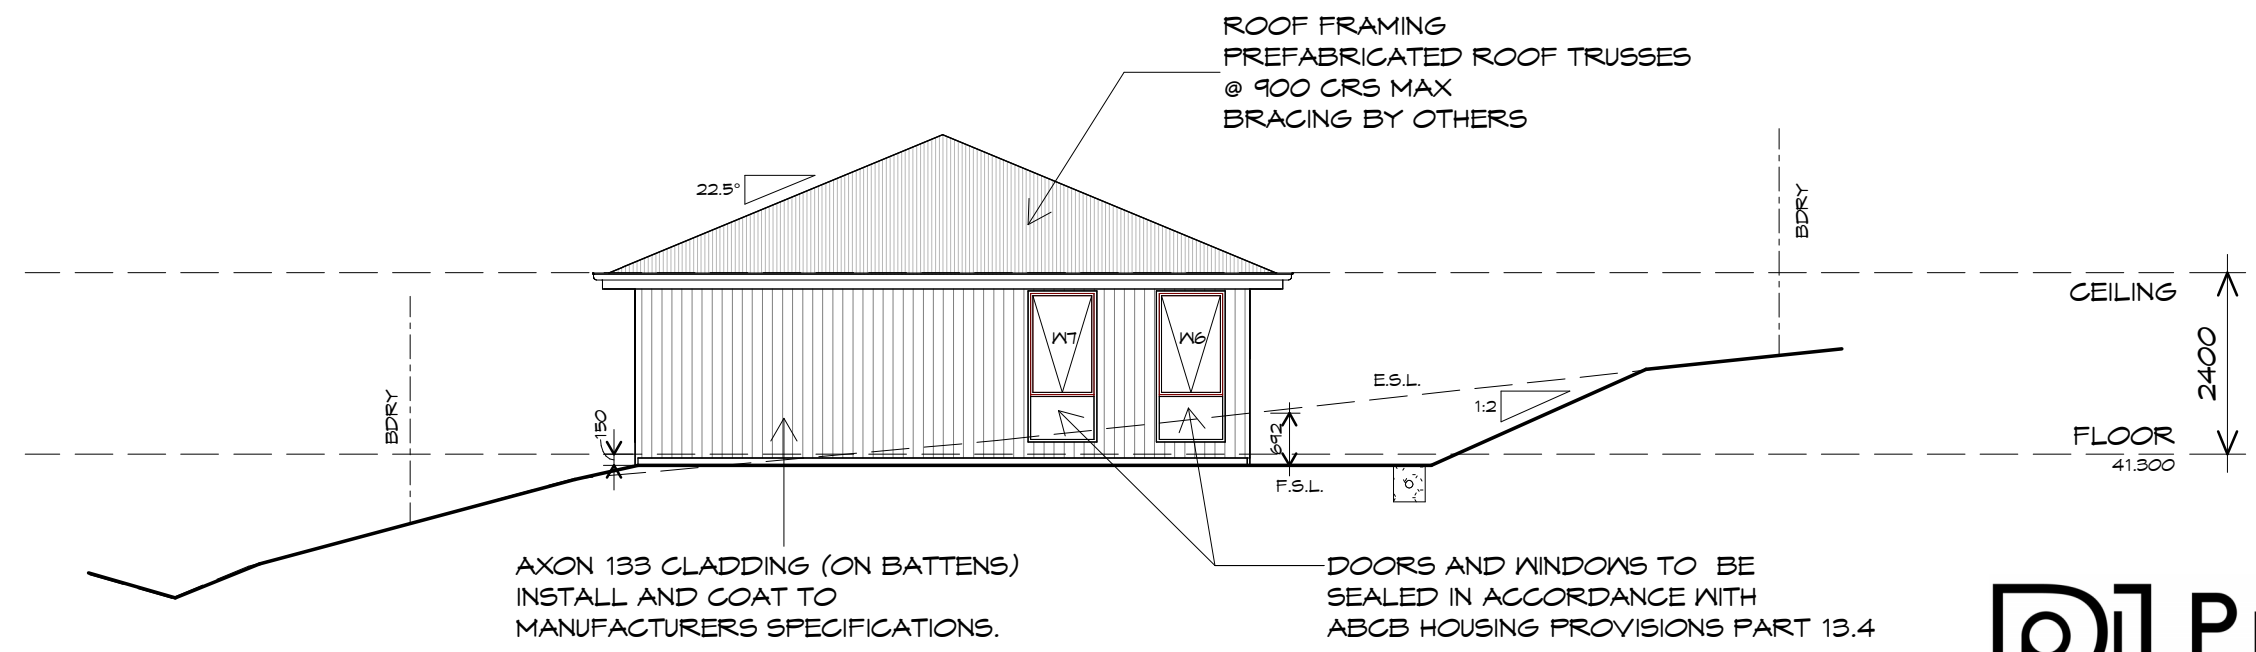 ROOF FRAMING
PREFABRICATED ROOF TRUSSES
@ 900 CRS MAX
BRACING BY OTHERS
22.5°
BDRY
CEILING
W7
W6
2400
E.S.L.
1:2
BDRY
150
692
FLOOR
41.300
F.S.L.
AXON 133 CLADDING (ON BATTENS)
INSTALL AND COAT TO
MANUFACTURERS SPECIFICATIONS.
DOORS AND WINDOWS TO BE
SEALED IN ACCORDANCE WITH
ABCB HOUSING PROVISIONS PART 13.4